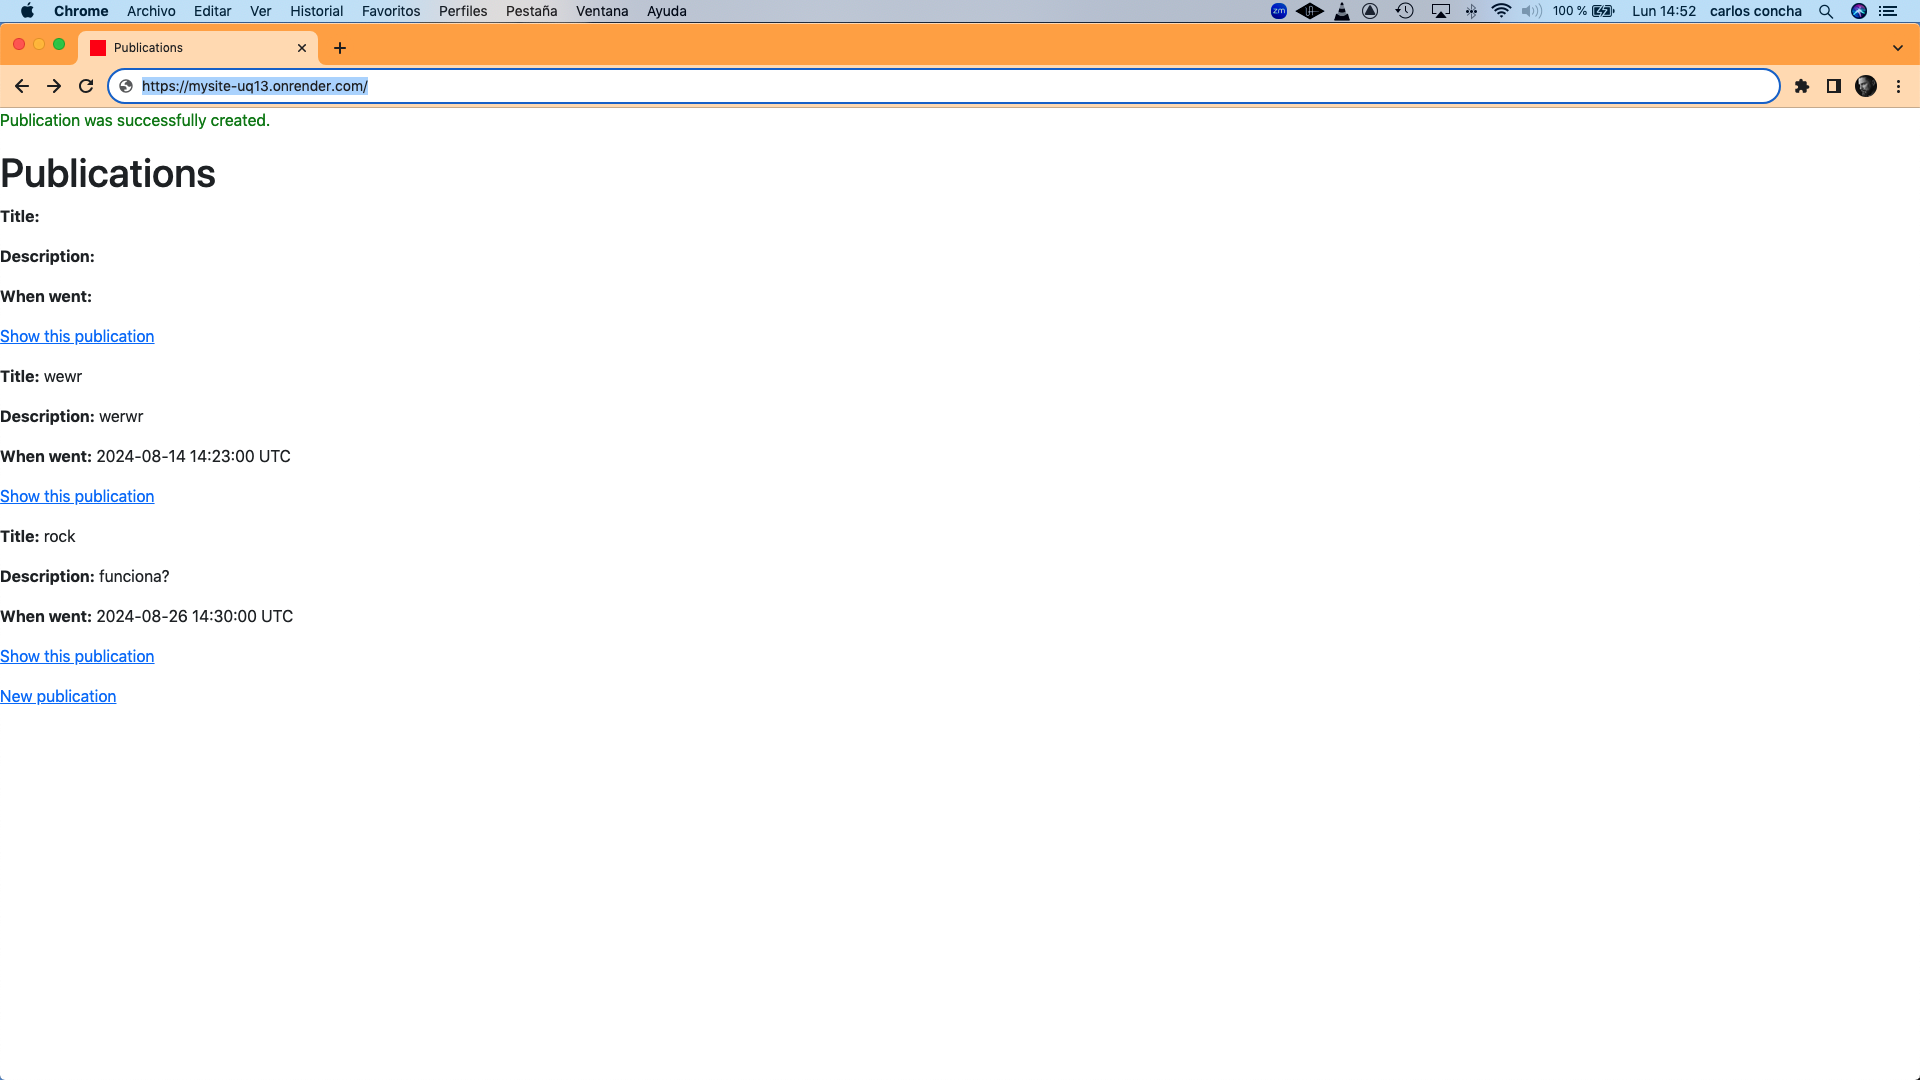 Chrome Archivo Editar Ver Historial Favoritos Perfiles Pestaña Ventana Ayuda zm 100 % Lun 14:52 carlos concha
Publications
https://mysite-uq13.onrender.com/
Publication was successfully created.
Publications
Title:
Description:
When went:
Show this publication
Title: wewr
Description: werwr
When went: 2024-08-14 14:23:00 UTC
Show this publication
Title: rock
Description: funciona?
When went: 2024-08-26 14:30:00 UTC
Show this publication
New publication